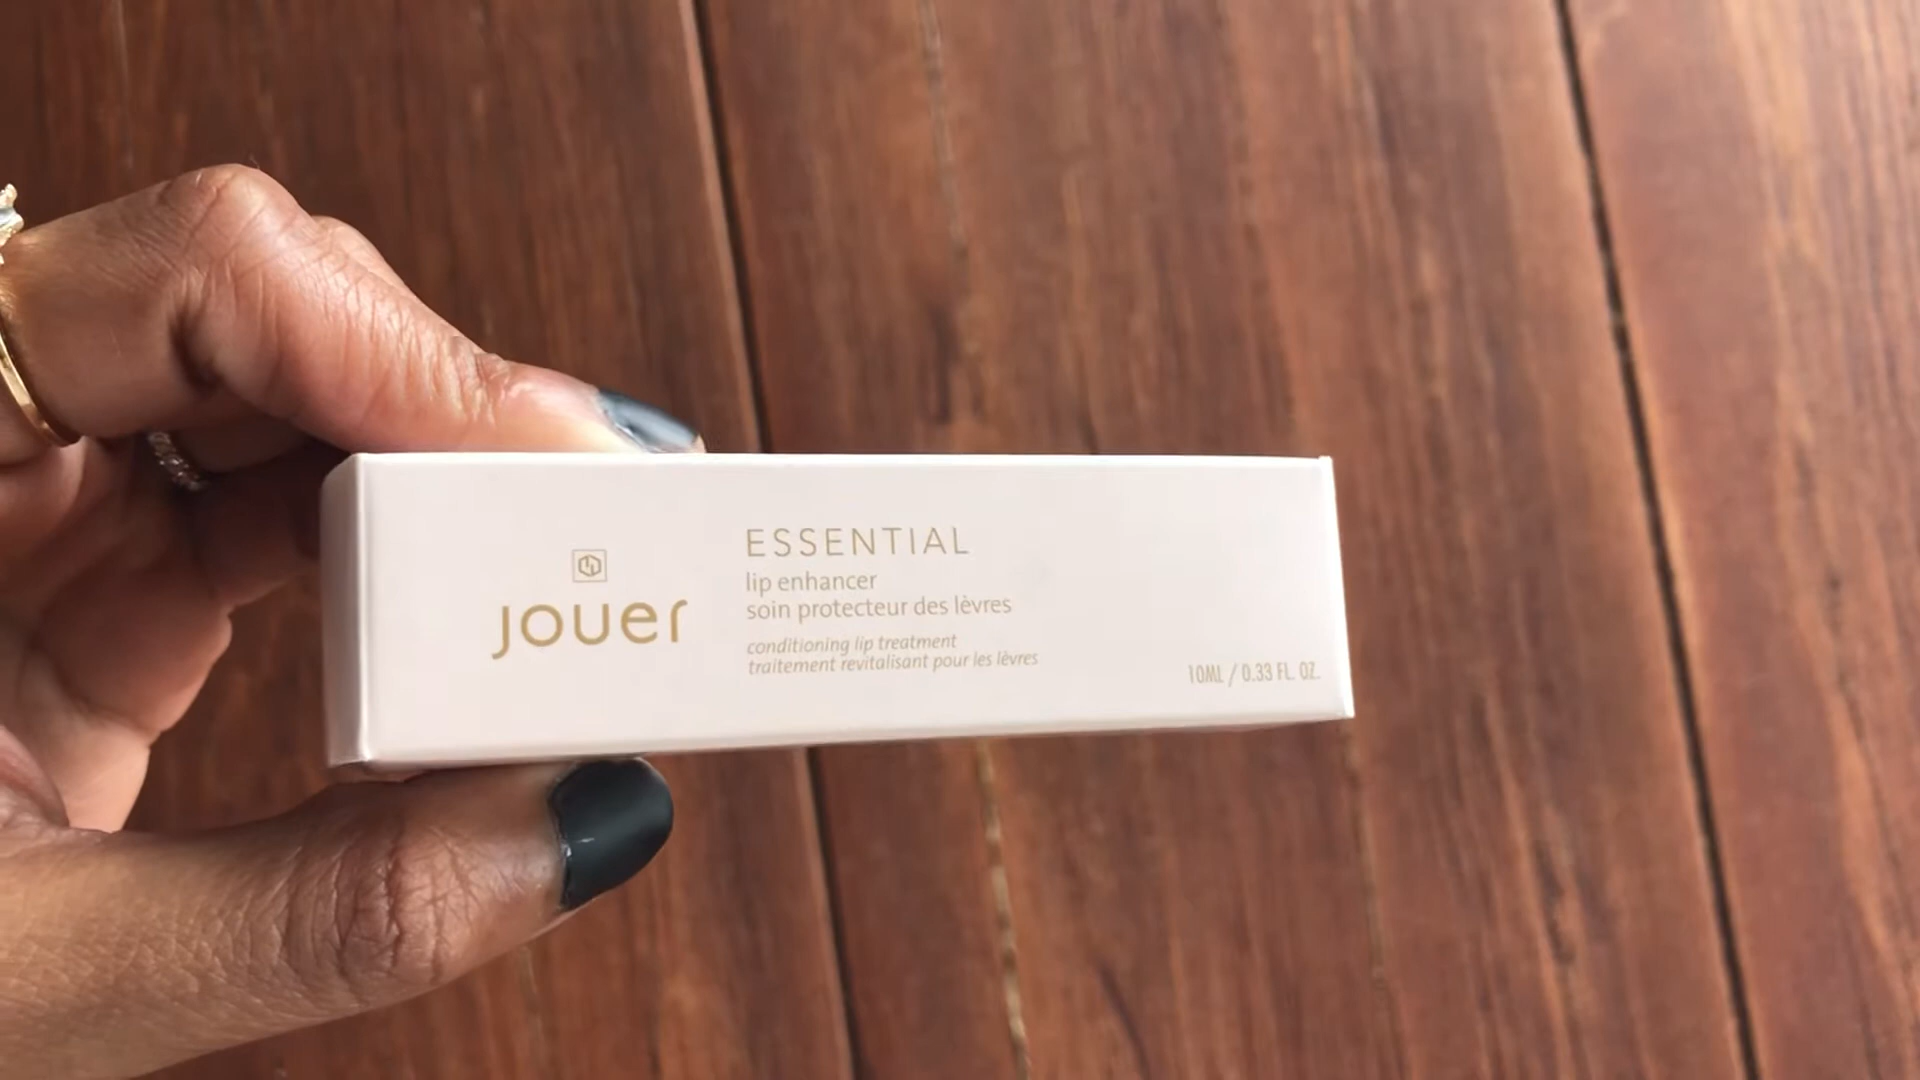 jouer
ESSENTIAL
lip enhancer
soin protecteur des lèvres
conditioning lip treatment
traitement revitalisant pour les lèvres
10ML / 0.33 FL. OZ.